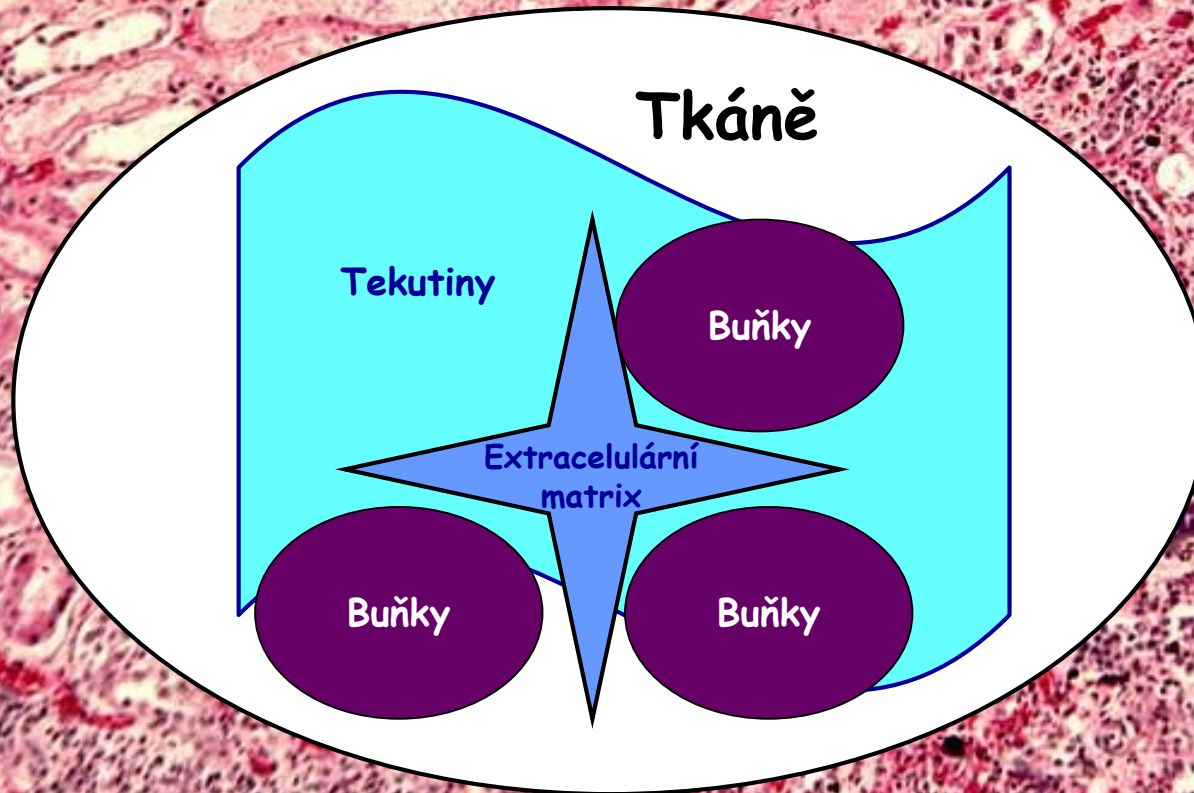 Tkáně
Tekutiny
Buňky
Extracelulární
matrix
Buňky
Buňky